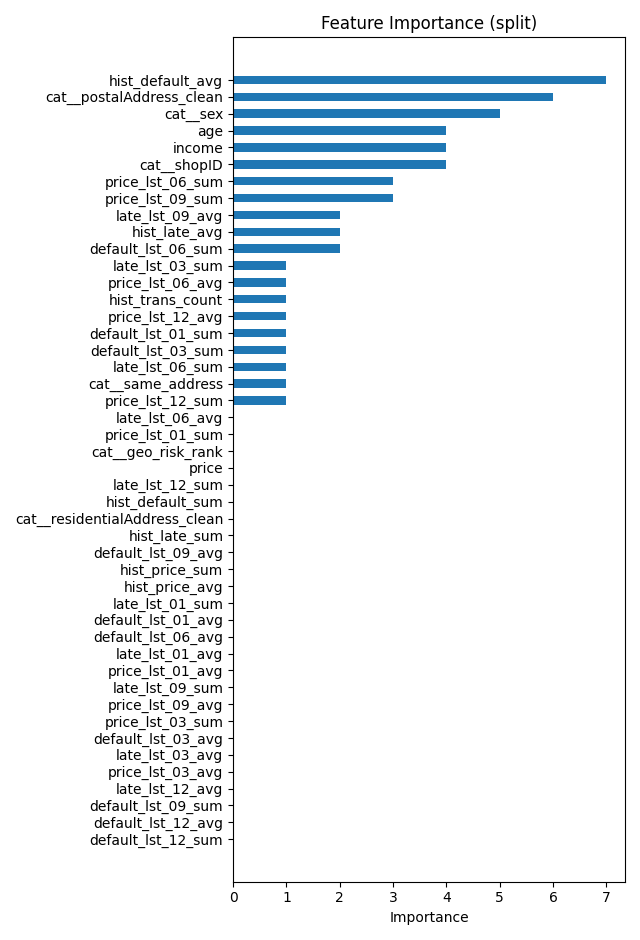 Feature Importance (split)
hist_default_avg
cat__postalAddress_clean
cat__sex
age
income
cat__shopID
price_lst_06_sum
price_lst_09_sum
late_lst_09_avg
hist_late_avg
default_lst_06_sum
late_lst_03_sum
price_lst_06_avg
hist_trans_count
price_lst_12_avg
default_lst_01_sum
default_lst_03_sum
late_lst_06_sum
cat__same_address
price_lst_12_sum
late_lst_06_avg
price_lst_01_sum
cat__geo_risk_rank
price
late_lst_12_sum
hist_default_sum
cat__residentialAddress_clean
hist_late_sum
default_lst_09_avg
hist_price_sum
hist_price_avg
late_lst_01_sum
default_lst_01_avg
default_lst_06_avg
late_lst_01_avg
price_lst_01_avg
late_lst_09_sum
price_lst_09_avg
price_lst_03_sum
default_lst_03_avg
late_lst_03_avg
price_lst_03_avg
late_lst_12_avg
default_lst_09_sum
default_lst_12_avg
default_lst_12_sum
0 1 2 3 4 5 6 7
Importance